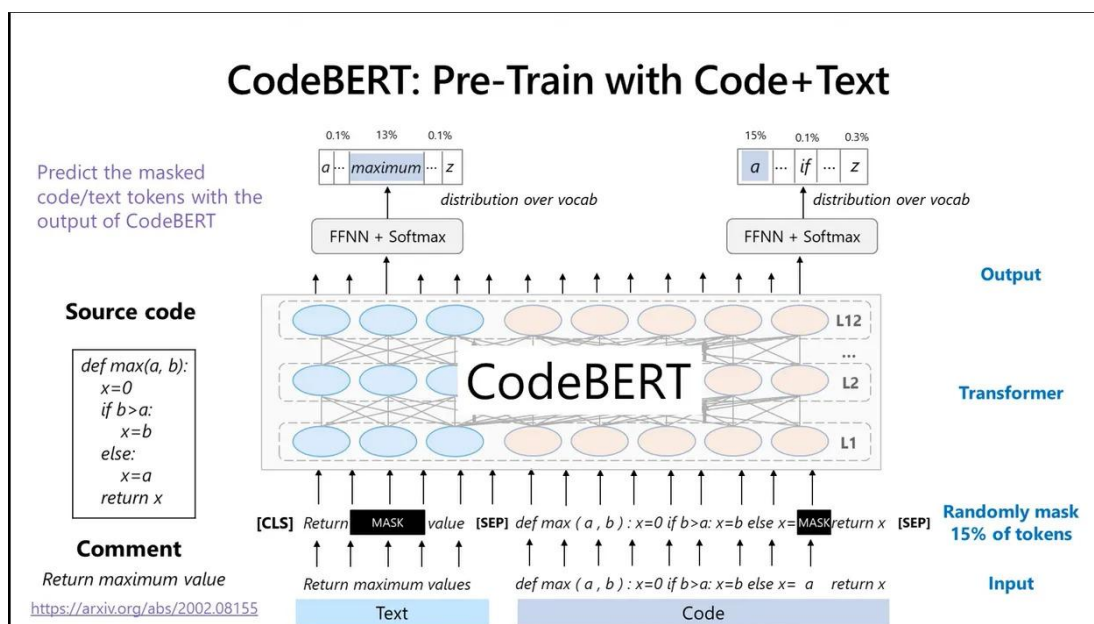 CodeBERT: Pre-Train with Code+Text
Predict the masked
code/text tokens with the
output of CodeBERT
0.1% 13% 0.1%
a ... maximum ... z
distribution over vocab
FFNN + Softmax
15% 0.1% 0.3%
a ... if ... z
distribution over vocab
FFNN + Softmax
Output
Source code
def max(a, b):
x=0
if b>a:
x=b
else:
x=a
return x
L12
...
CodeBERT
L2
Transformer
L1
[CLS] Return MASK value [SEP] def max ( a , b ) : x=0 if b>a: x=b else x= MASK return x [SEP]
Randomly mask
15% of tokens
Comment
Return maximum value
Return maximum values
def max ( a, b ) : x=0 if b>a: x=b else x= a return x
Input
https://arxiv.org/abs/2002.08155
Text
Code